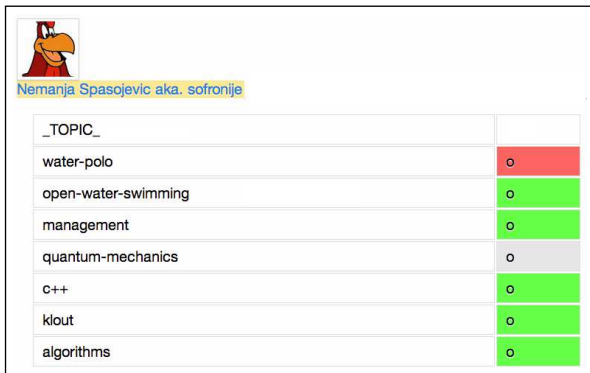 Nemanja Spasojevic aka. sofronije
_TOPIC_
water-polo o
open-water-swimming o
management o
quantum-mechanics o
c++ o
klout o
algorithms o